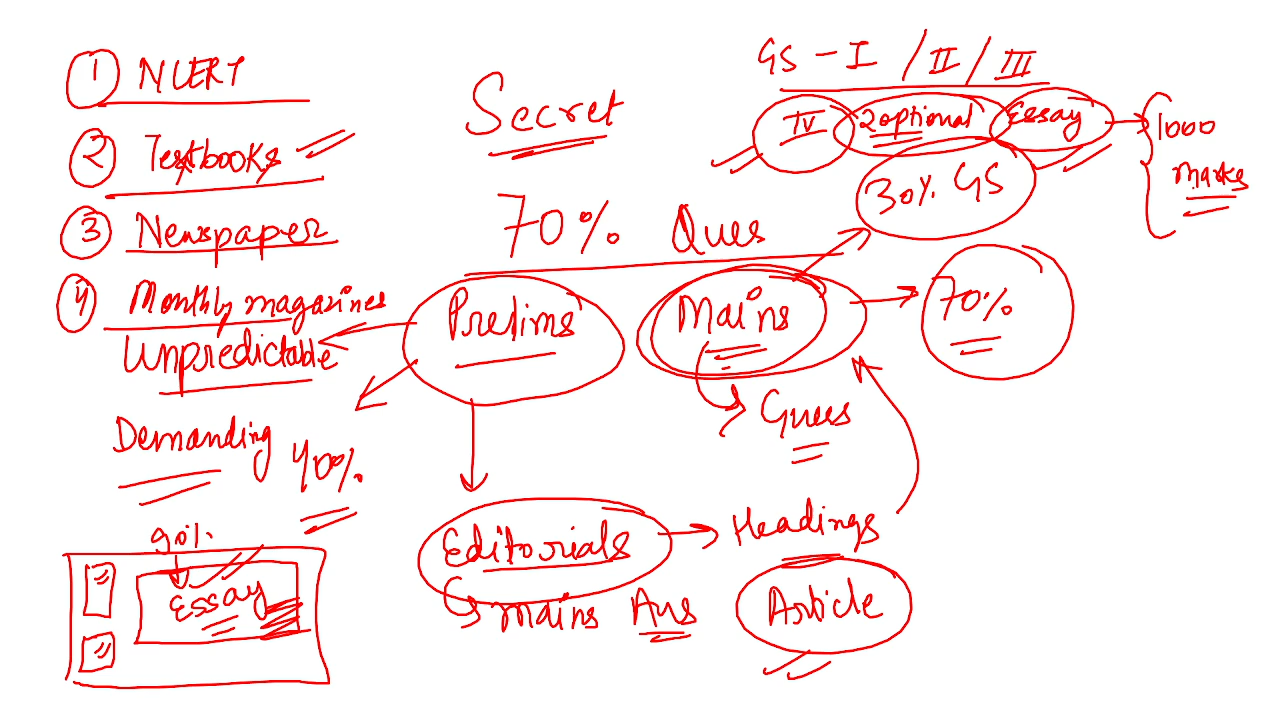 ① NCERT
② Textbooks
③ Newspaper
④ Monthly magazines
Unpredictable
Demanding
40%.
90%.
Essay
Secret
70% Ques
Prelims
Mains
Guess
Editorials
Headings
mains Ans
Article
GS - I / II / III
IV 2optional Essay
1000
marks
30%. GS
70%.